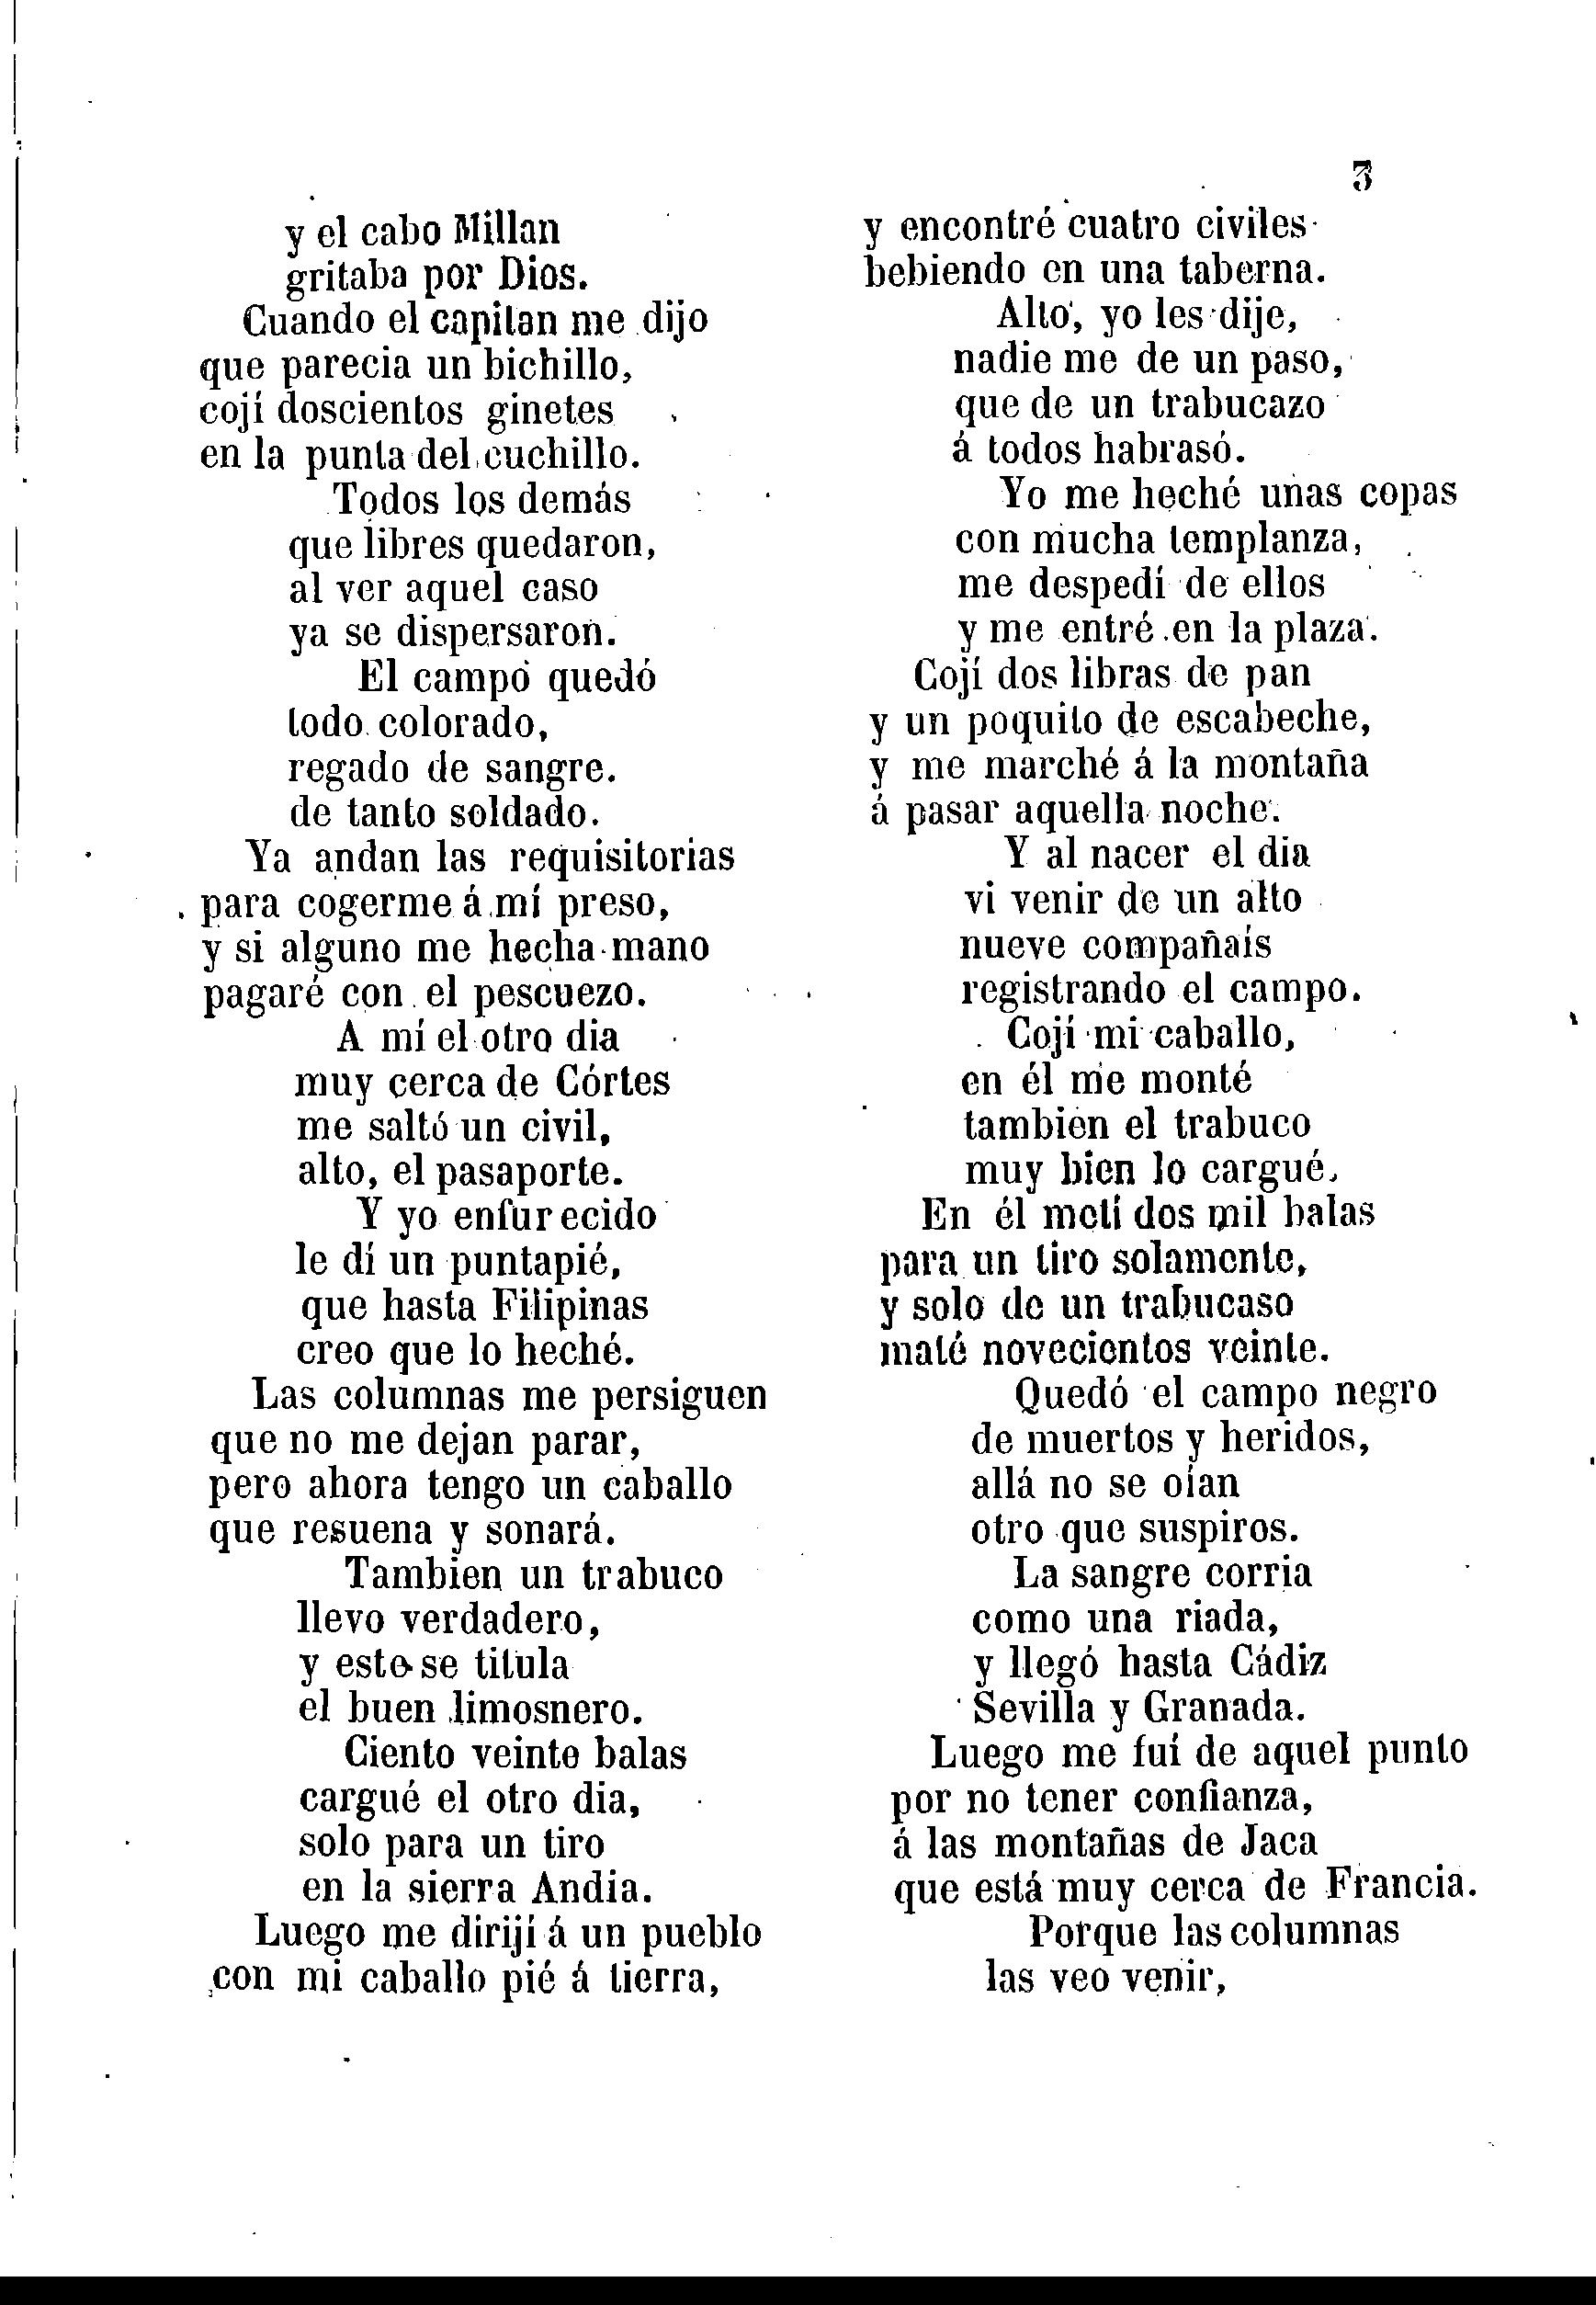 3
y el cabo Millan
gritaba por Dios.
Cuando el capitan me dijo
que parecia un bichillo,
cojí doscientos ginetes
en la punta del cuchillo.
Todos los demás
que libres quedaron,
al ver aquel caso
ya se dispersaron.
El campo quedó
todo colorado,
regado de sangre.
de tanto soldado.
Ya andan las requisitorias
para cogerme á mí preso,
y si alguno me hecha mano
pagaré con el pescuezo.
A mí el otro dia
muy cerca de Córtes
me saltó un civil,
alto, el pasaporte.
Y yo enfurecido
le dí un puntapié,
que hasta Filipinas
creo que lo heché.
Las columnas me persiguen
que no me dejan parar,
pero ahora tengo un caballo
que resuena y sonará.
Tambien un trabuco
llevo verdadero,
y este se titula
el buen limosnero.
Ciento veinte balas
cargué el otro dia,
solo para un tiro
en la sierra Andia.
Luego me dirijí á un pueblo
con mi caballo pié á tierra,
y encontré cuatro civiles
bebiendo en una taberna.
Alto, yo les dije,
nadie me de un paso,
que de un trabucazo
á todos habrasó.
Yo me heché unas copas
con mucha templanza,
me despedí de ellos
y me entré en la plaza.
Cojí dos libras de pan
y un poquito de escabeche,
y me marché á la montaña
á pasar aquella noche.
Y al nacer el dia
vi venir de un alto
nueve compañaís
registrando el campo.
Cojí mi caballo,
en él me monté
tambien el trabuco
muy bien lo cargué.
En él metí dos mil balas
para un tiro solamente,
y solo de un trabucaso
maté novecientos veinte.
Quedó el campo negro
de muertos y heridos,
allá no se oían
otro que suspiros.
La sangre corria
como una riada,
y llegó hasta Cádiz
Sevilla y Granada.
Luego me fuí de aquel punto
por no tener confianza,
á las montañas de Jaca
que está muy cerca de Francia.
Porque las columnas
las veo venir,